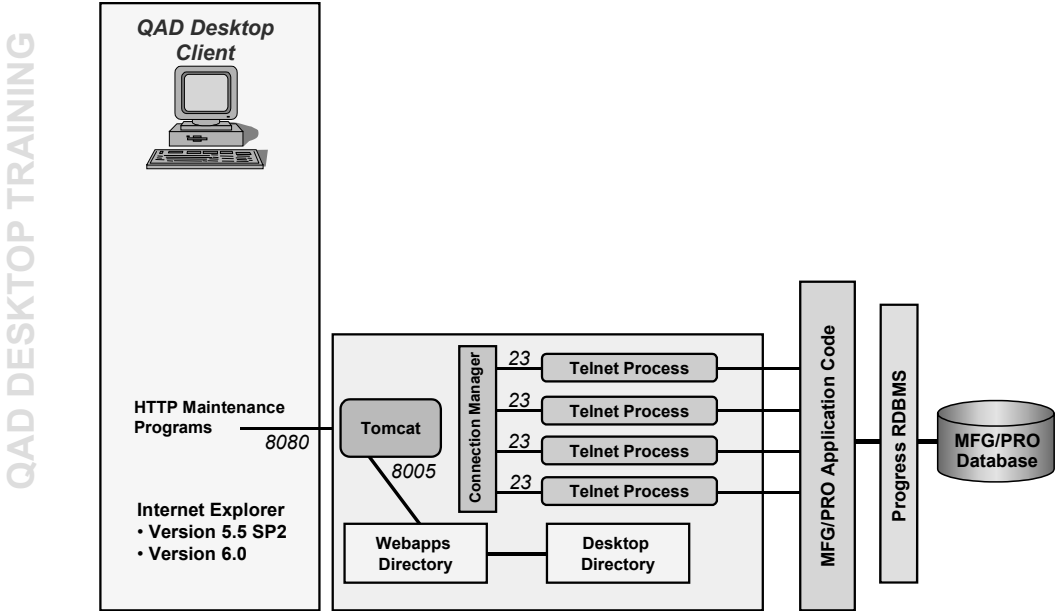 QAD DESKTOP TRAINING
QAD Desktop
Client
HTTP Maintenance
Programs
8080
Internet Explorer
• Version 5.5 SP2
• Version 6.0
Tomcat
8005
Connection Manager
23
Telnet Process
23
Telnet Process
23
Telnet Process
23
Telnet Process
Webapps
Directory
Desktop
Directory
MFG/PRO Application Code
Progress RDBMS
MFG/PRO
Database